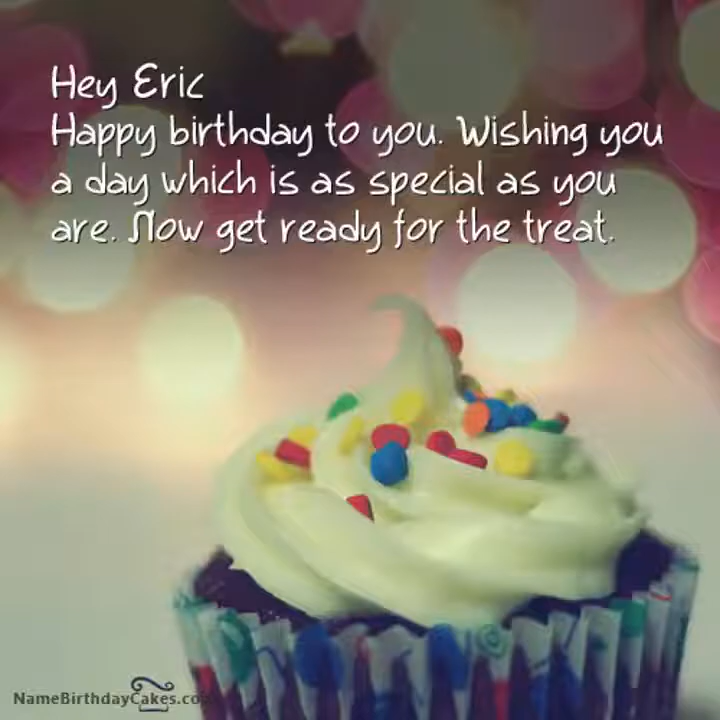 Hey Eric
Happy birthday to you. Wishing you
a day which is as special as you
are. Now get ready for the treat.
NameBirthdayCakes.com